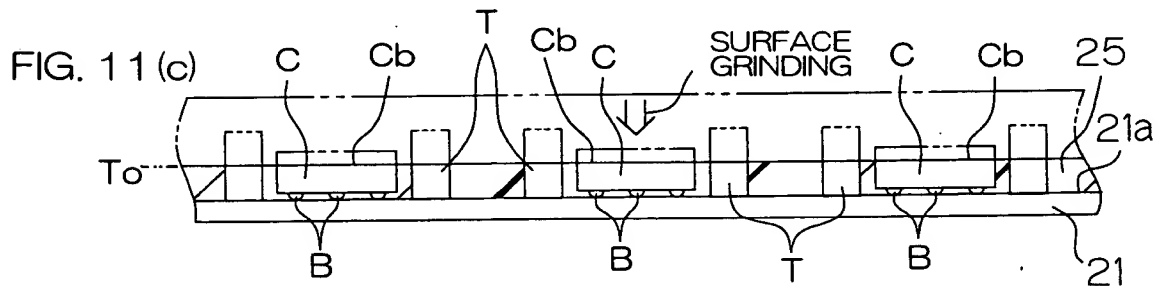 FIG. 11 (c)
C
Cb
T
Cb
C
SURFACE
GRINDING
C
Cb
25
21a
To
B
B
T
B
21